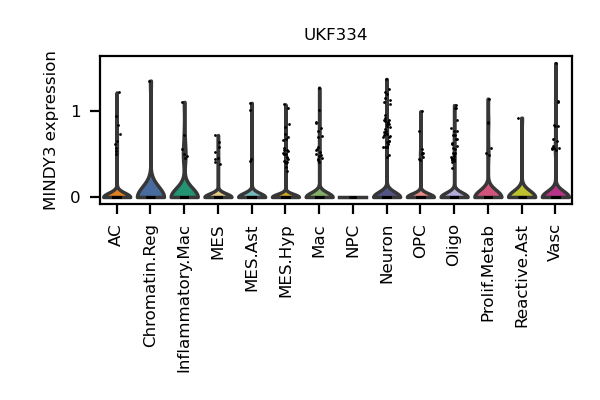 UKF334
MINDY3 expression
1
0
AC
Chromatin.Reg
Inflammatory.Mac
MES
MES.Ast
MES.Hyp
Mac
NPC
Neuron
OPC
Oligo
Prolif.Metab
Reactive.Ast
Vasc